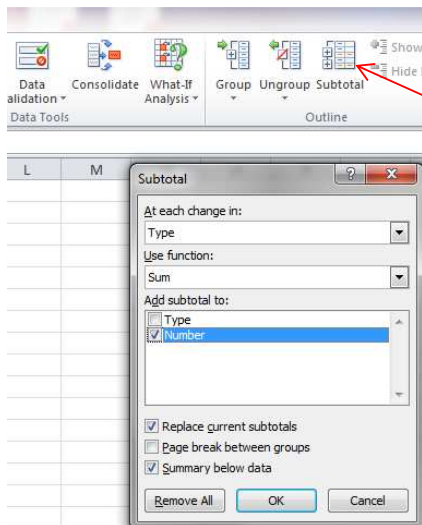 Show
Hide
Data Consolidate What-If Group Ungroup Subtotal
alidation Analysis
Data Tools Outline
L M
Subtotal
At each change in:
Type
Use function:
Sum
Add subtotal to:
Type
Number
Replace current subtotals
Page break between groups
Summary below data
Remove All OK Cancel